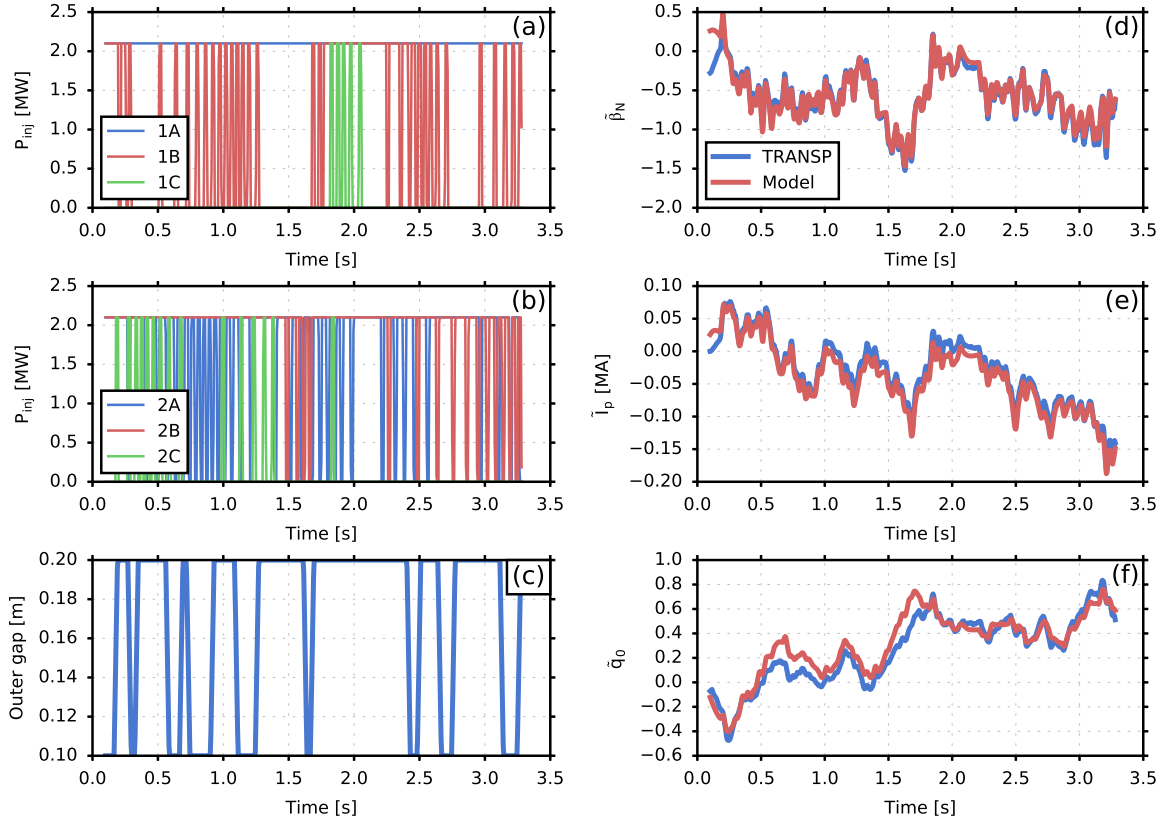 (a)
2.5
2.0
1.5
1.0
0.5
0.0
P_inj [MW]
1A
1B
1C
0.0 0.5 1.0 1.5 2.0 2.5 3.0 3.5
Time [s]
(d)
0.0
−0.5
−1.0
−1.5
−2.0
β̃_N
TRANSP
Model
0.0 0.5 1.0 1.5 2.0 2.5 3.0 3.5
Time [s]
(b)
2.5
2.0
1.5
1.0
0.5
0.0
P_inj [MW]
2A
2B
2C
0.0 0.5 1.0 1.5 2.0 2.5 3.0 3.5
Time [s]
(e)
0.10
0.05
0.00
−0.05
−0.10
−0.15
−0.20
Ĩ_p [MA]
0.0 0.5 1.0 1.5 2.0 2.5 3.0 3.5
Time [s]
(c)
0.20
0.18
0.16
0.14
0.12
0.10
Outer gap [m]
0.0 0.5 1.0 1.5 2.0 2.5 3.0 3.5
Time [s]
(f)
1.0
0.8
0.6
0.4
0.2
0.0
−0.2
−0.4
−0.6
q̃_0
0.0 0.5 1.0 1.5 2.0 2.5 3.0 3.5
Time [s]